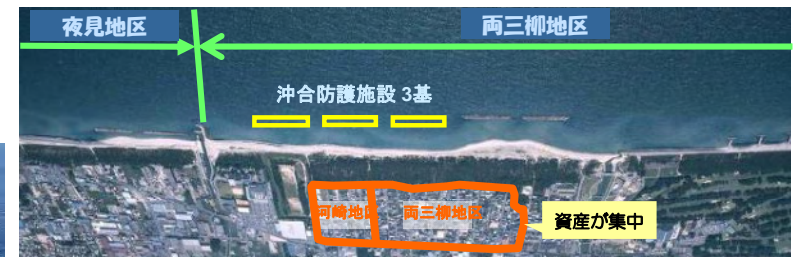 夜見地区
両三柳地区
沖合防護施設 3基
河崎地区
両三柳地区
資産が集中